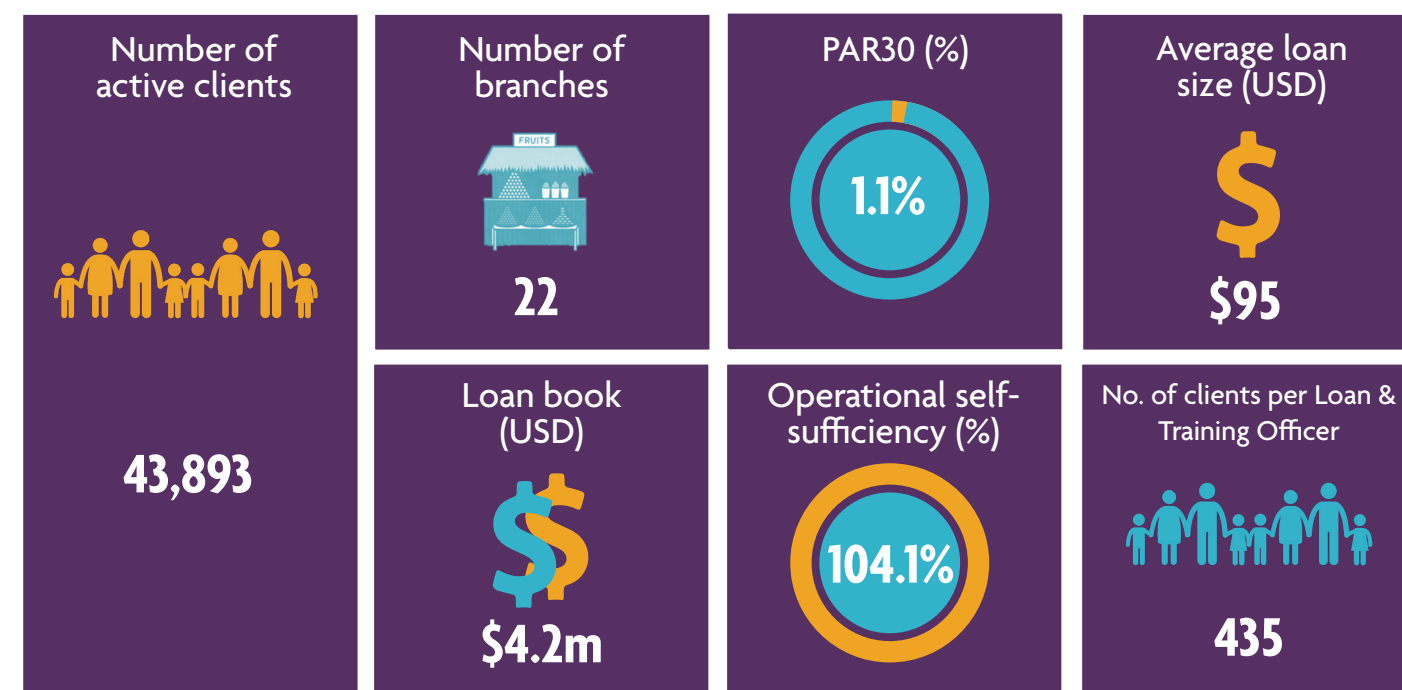 Number of
active clients
43,893
Number of
branches
FRUITS
22
PAR30 (%)
1.1%
Average loan
size (USD)
$
$95
Loan book
(USD)
$$
$4.2m
Operational self-
sufficiency (%)
104.1%
No. of clients per Loan &
Training Officer
435